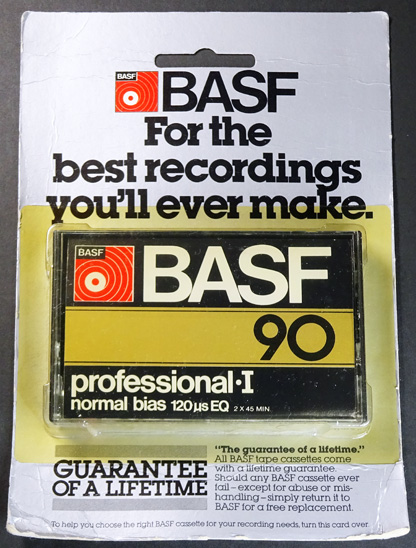 BASF
BASF
For the
best recordings
you'll ever make.
BASF
BASF
90
professional·I
normal bias 120 µs EQ 2 X 45 MIN
GUARANTEE
OF A LIFETIME
"The guarantee of a lifetime."
All BASF tape cassettes come
with a lifetime guarantee.
Should any BASF cassette ever
fail–except for abuse or mis-
handling–simply return it to
BASF for a free replacement.
To help you choose the right BASF cassette for your recording needs, turn this card over.